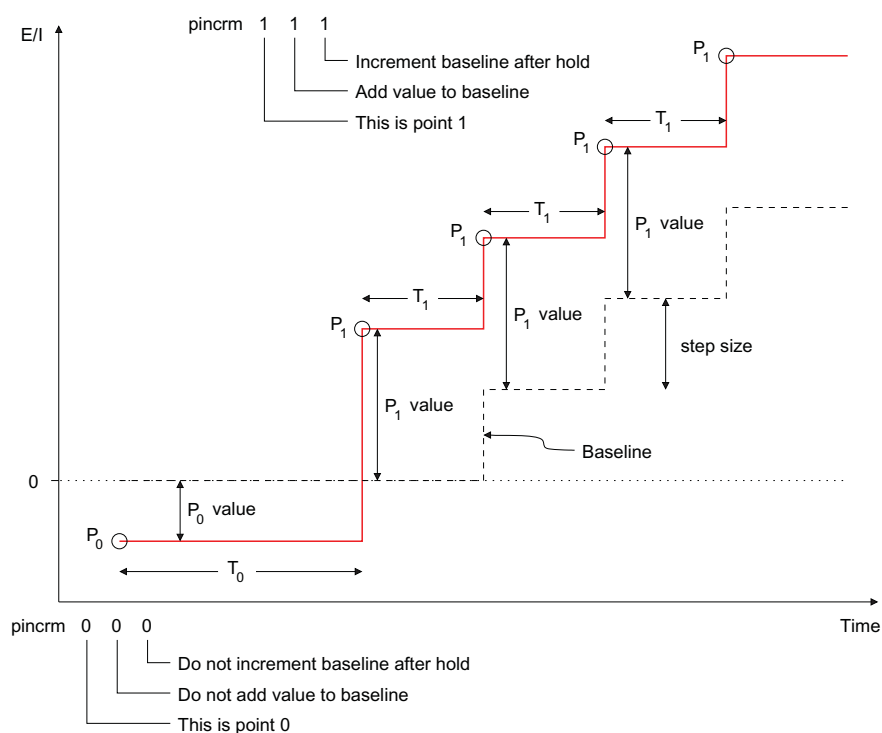 E/I
pincrm 1 1 1
Increment baseline after hold
Add value to baseline
This is point 1
P1
T1
P1
T1
P1 value
P1
T1
P1 value
step size
P1
P1 value
Baseline
0
P0 value
P0
T0
Time
pincrm 0 0 0
Do not increment baseline after hold
Do not add value to baseline
This is point 0